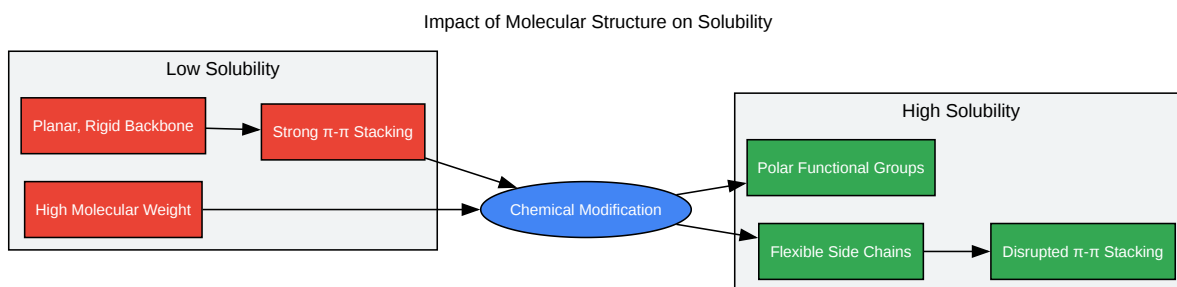 Impact of Molecular Structure on Solubility
Low Solubility
Planar, Rigid Backbone
Strong π-π Stacking
High Molecular Weight
Chemical Modification
High Solubility
Polar Functional Groups
Flexible Side Chains
Disrupted π-π Stacking